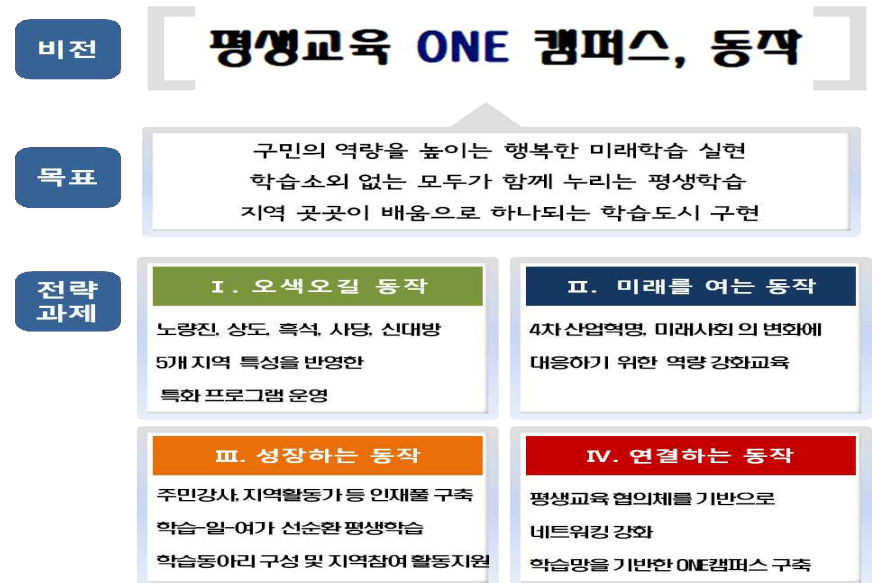 비전
평생교육 ONE 캠퍼스, 동작
목표
구민의 역량을 높이는 행복한 미래학습 실현
학습소외 없는 모두가 함께 누리는 평생학습
지역 곳곳이 배움으로 하나되는 학습도시 구현
전략
과제
Ⅰ. 오색오길 동작
노량진, 상도, 흑석, 사당, 신대방
5개 지역 특성을 반영한
특화 프로그램 운영
Ⅱ. 미래를 여는 동작
4차 산업혁명, 미래사회 의 변화에
대응하기 위한 역량 강화교육
Ⅲ. 성장하는 동작
주민강사, 지역활동가 등 인재풀 구축
학습-일-여가 선순환 평생학습
학습동아리 구성 및 지역참여 활동지원
Ⅳ. 연결하는 동작
평생교육 협의체를 기반으로
네트워킹 강화
학습망을 기반한 ONE캠퍼스 구축